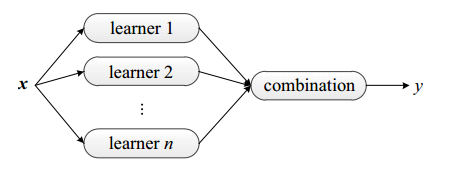 learner 1
learner 2
x
combination
y
⋮
learner n